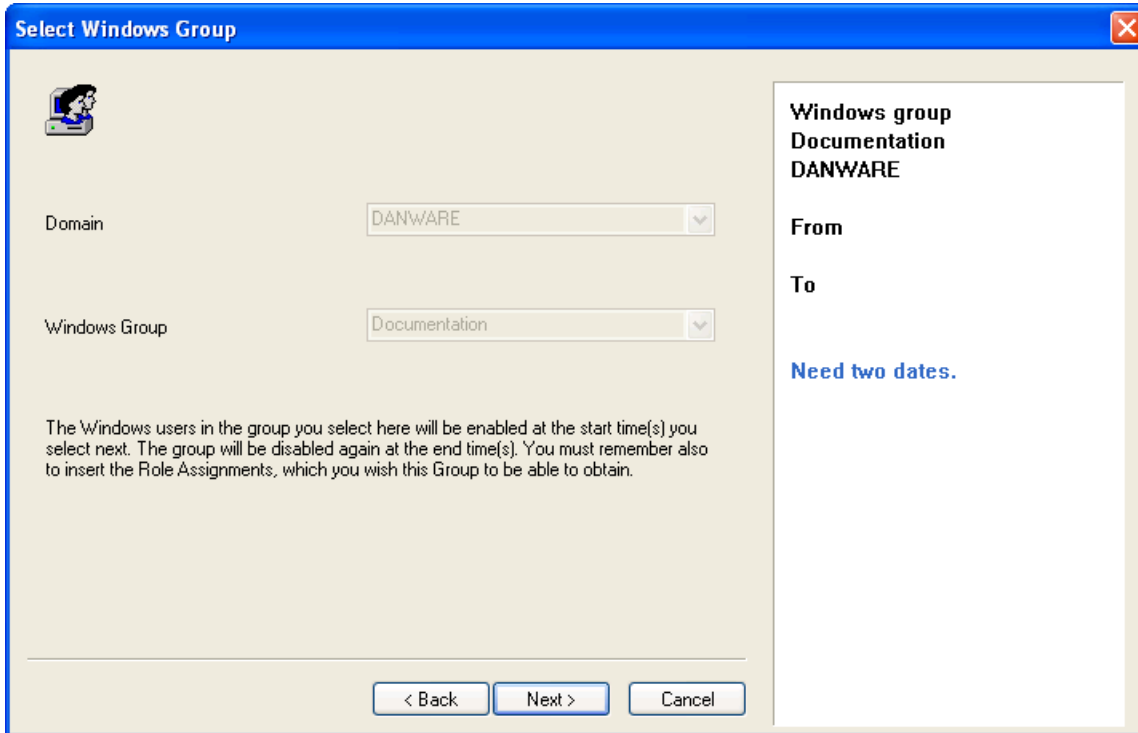 Select Windows Group
Domain
DANWARE
Windows Group
Documentation
The Windows users in the group you select here will be enabled at the start time(s) you
select next. The group will be disabled again at the end time(s). You must remember also
to insert the Role Assignments, which you wish this Group to be able to obtain.
< Back
Next >
Cancel
Windows group
Documentation
DANWARE
From
To
Need two dates.